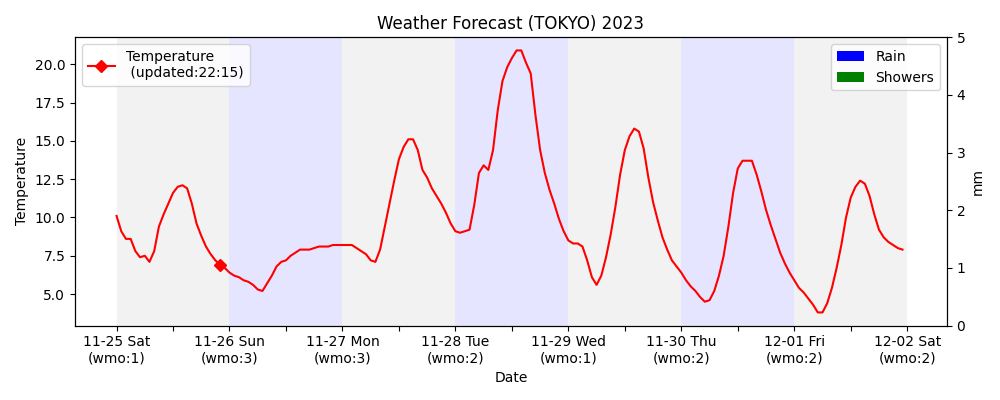 Weather Forecast (TOKYO) 2023
Temperature
(updated:22:15)
Rain
Showers
Temperature
20.0
17.5
15.0
12.5
10.0
7.5
5.0
5
4
3
2
1
0
mm
11-25 Sat
(wmo:1)
11-26 Sun
(wmo:3)
11-27 Mon
(wmo:3)
11-28 Tue
(wmo:2)
11-29 Wed
(wmo:1)
11-30 Thu
(wmo:2)
12-01 Fri
(wmo:2)
12-02 Sat
(wmo:2)
Date